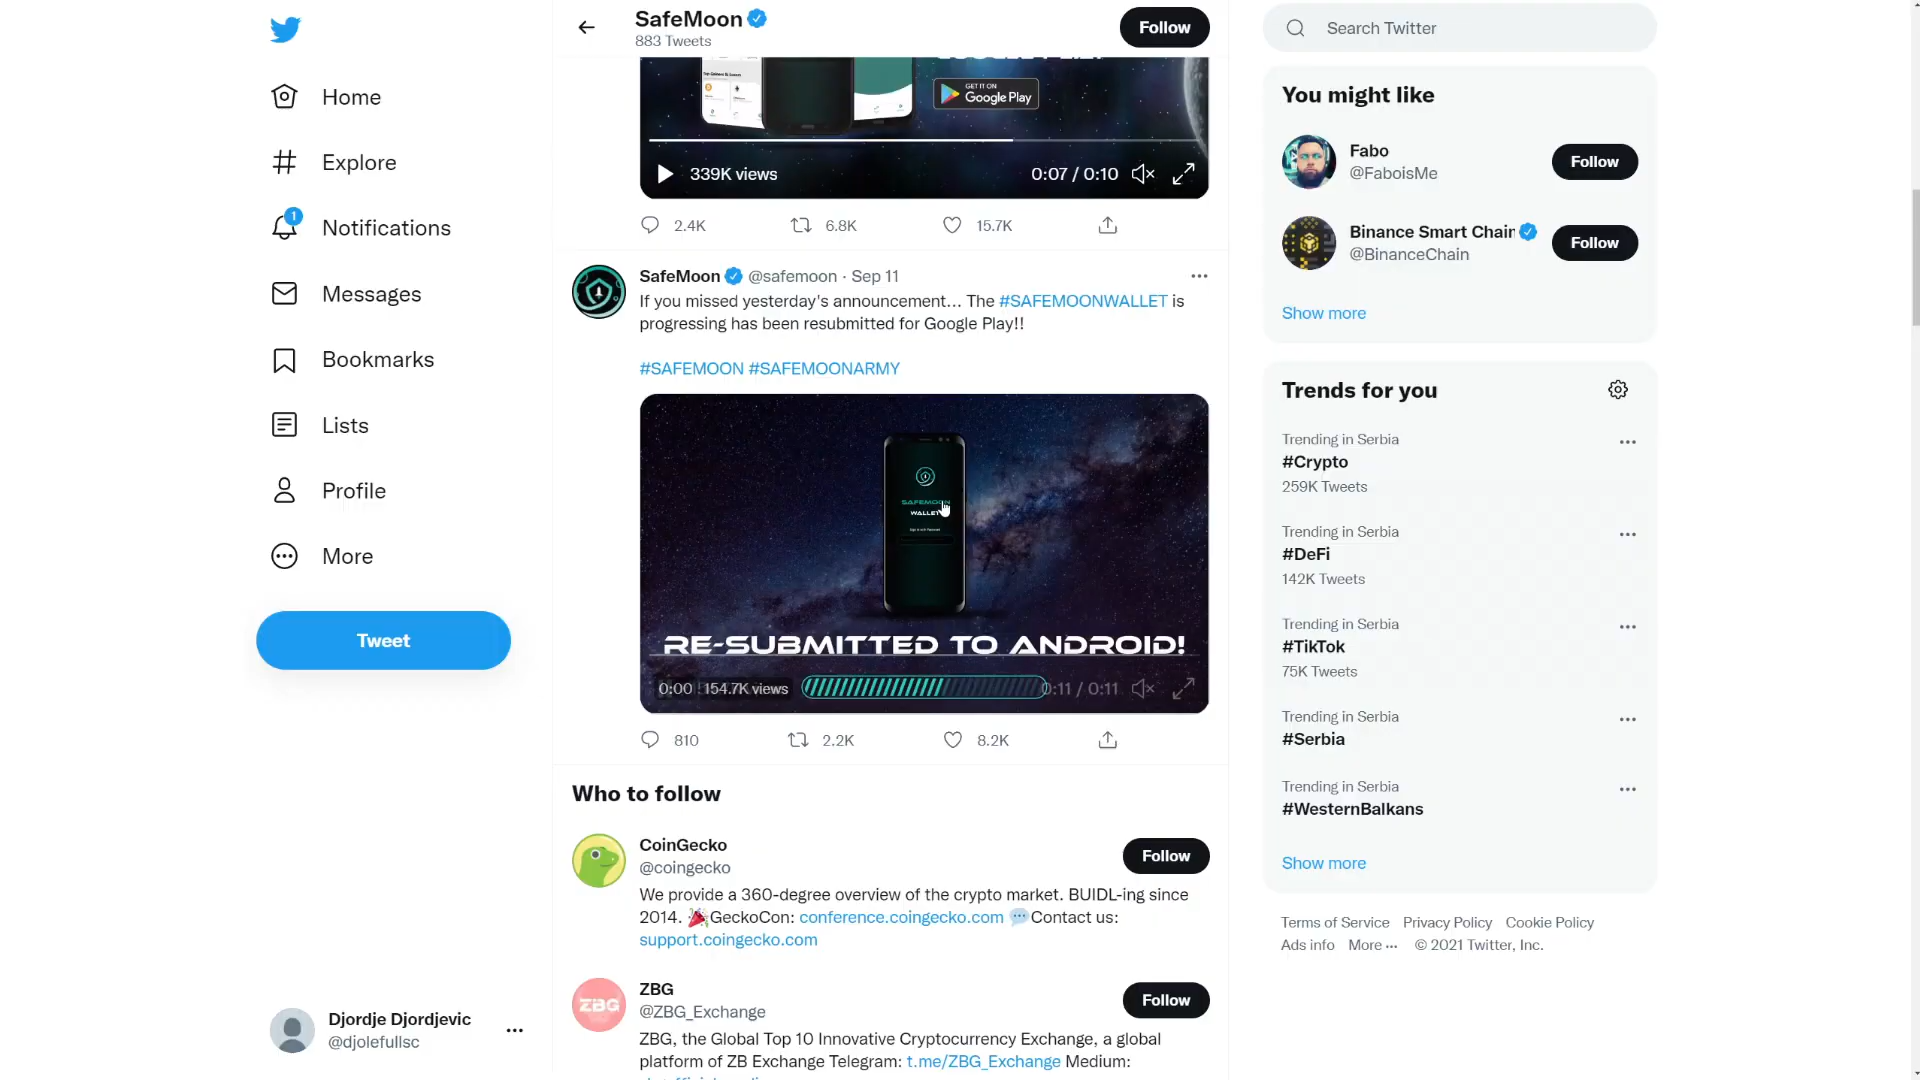 Home
Explore
1
Notifications
Messages
Bookmarks
Lists
Profile
More
Tweet
Djordje Djordjevic
@djolefullsc
SafeMoon
883 Tweets
Follow
GET IT ON
Google Play
339K views
0:07 / 0:10
2.4K
6.8K
15.7K
SafeMoon @safemoon · Sep 11
If you missed yesterday's announcement... The #SAFEMOONWALLET is
progressing has been resubmitted for Google Play!!
#SAFEMOON #SAFEMOONARMY
SAFEMOON
WALLET
RE-SUBMITTED TO ANDROID!
0:00 154.7K views
0:11 / 0:11
810
2.2K
8.2K
Who to follow
CoinGecko
@coingecko
Follow
We provide a 360-degree overview of the crypto market. BUIDL-ing since
2014. 🎉GeckoCon: conference.coingecko.com 💬Contact us:
support.coingecko.com
ZBG
ZBG
@ZBG_Exchange
Follow
ZBG, the Global Top 10 Innovative Cryptocurrency Exchange, a global
platform of ZB Exchange Telegram: t.me/ZBG_Exchange Medium:
Search Twitter
You might like
Fabo
@FaboisMe
Follow
Binance Smart Chain
@BinanceChain
Follow
Show more
Trends for you
Trending in Serbia
#Crypto
259K Tweets
Trending in Serbia
#DeFi
142K Tweets
Trending in Serbia
#TikTok
75K Tweets
Trending in Serbia
#Serbia
Trending in Serbia
#WesternBalkans
Show more
Terms of Service Privacy Policy Cookie Policy
Ads info More ··· © 2021 Twitter, Inc.